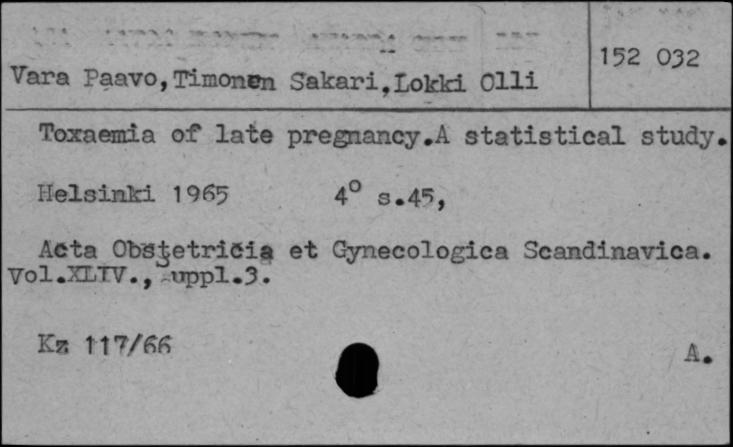 Vara Paavo,Timonen Sakari,Lokki Olli
152 032
Toxaemia of late pregnancy.A statistical study.
Helsinki 1965 4° s.45,
Acta Obstetricia et Gynecologica Scandinavica.
Vol.XLIV.,Suppl.3.
Kz 117/66
A.